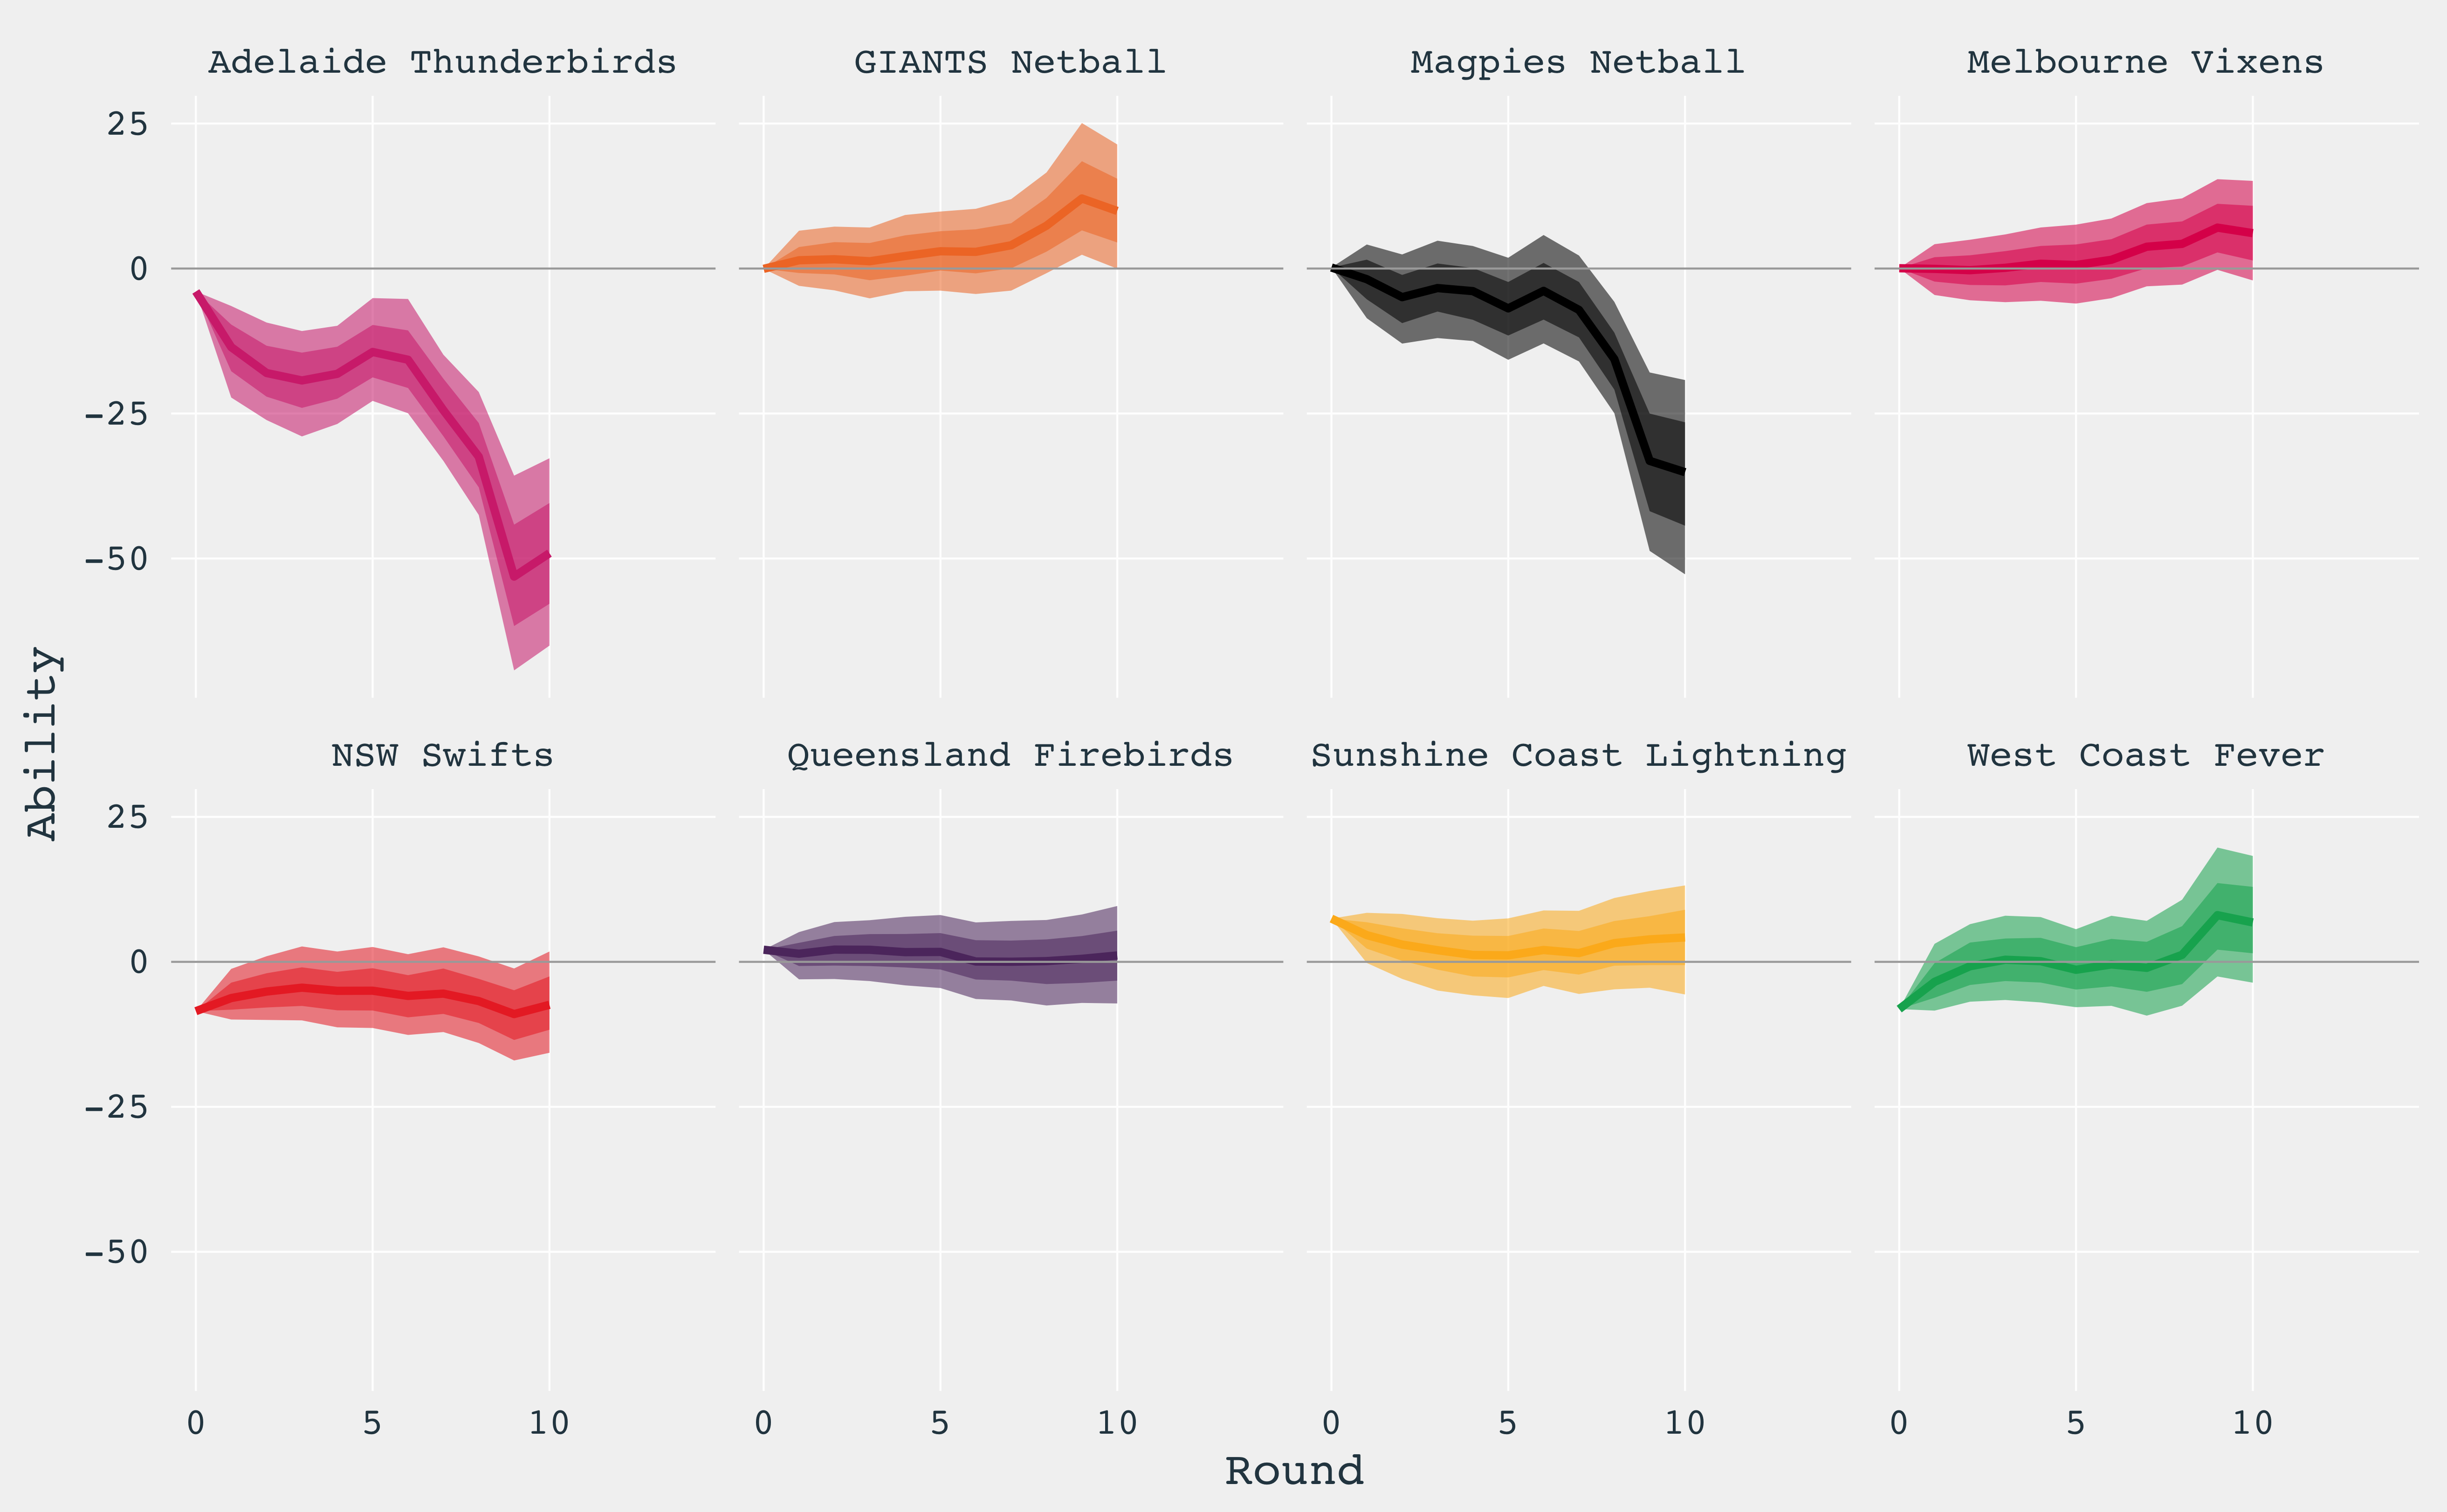 Adelaide Thunderbirds
GIANTS Netball
Magpies Netball
Melbourne Vixens
25
0
−25
−50
NSW Swifts
Queensland Firebirds
Sunshine Coast Lightning
West Coast Fever
25
0
−25
−50
Ability
0 5 10
0 5 10
0 5 10
0 5 10
Round